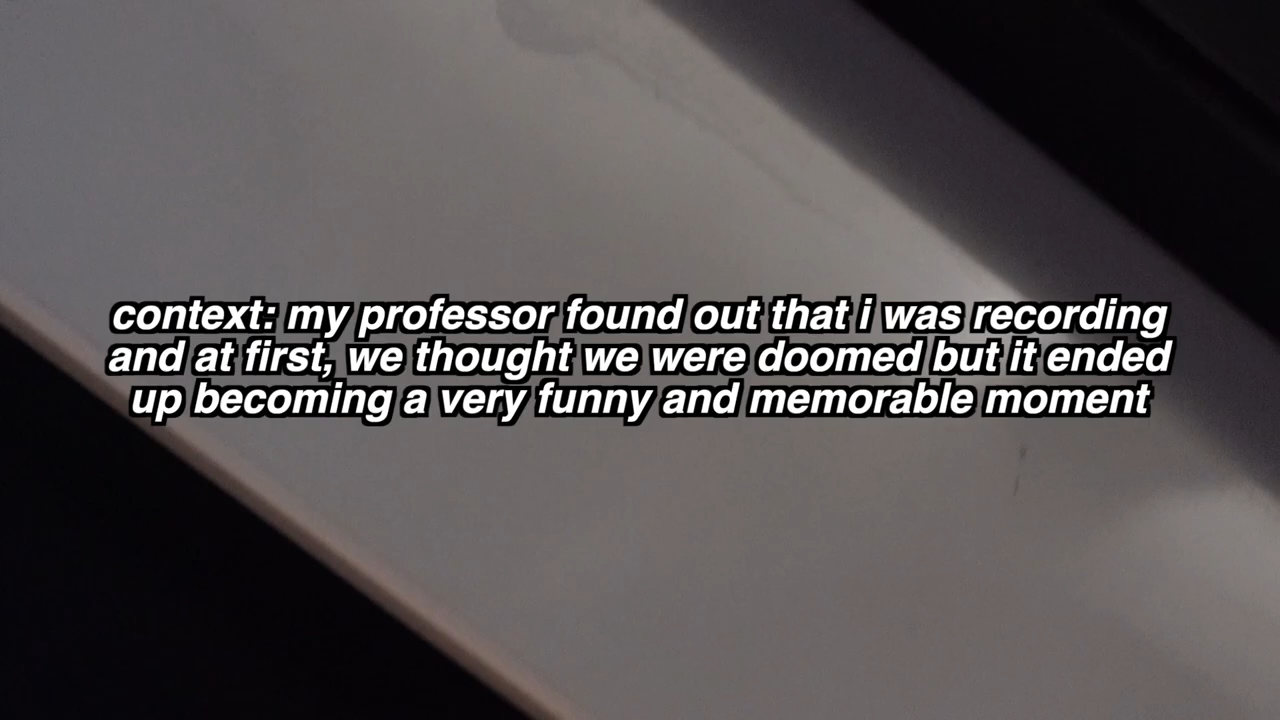 context: my professor found out that i was recording
and at first, we thought we were doomed but it ended
up becoming a very funny and memorable moment